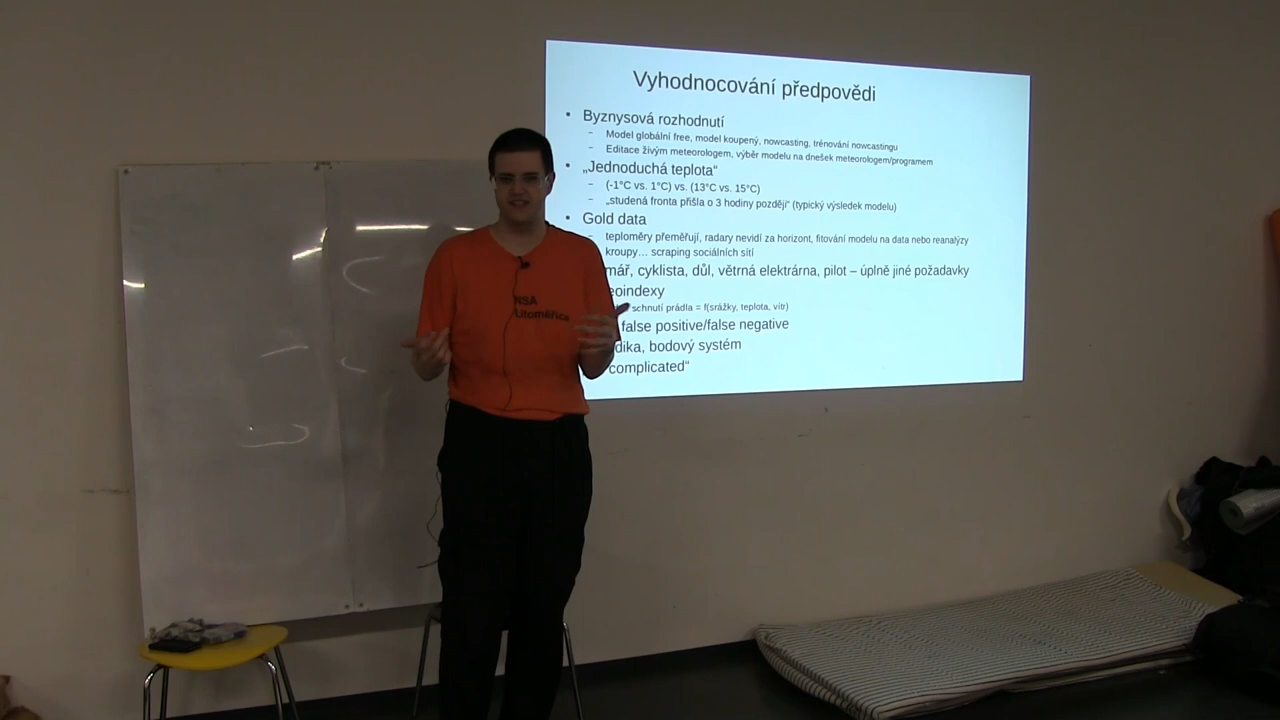 Vyhodnocování předpovědi
• Byznysová rozhodnutí
– Model globální free, model koupený, nowcasting, trénování nowcastingu
– Editace živým meteorologem, výběr modelu na dnešek meteorologem/programem
• „Jednoduchá teplota“
– (-1°C vs. 1°C) vs. (13°C vs. 15°C)
– „studená fronta přišla o 3 hodiny později“ (typický výsledek modelu)
• Gold data
– teploměry přeměřují, radary nevidí za horizont, fitování modelu na data nebo reanalýzy
kroupy… scraping sociálních sítí
mář, cyklista, důl, větrná elektrárna, pilot – úplně jiné požadavky
eoindexy
schnutí prádla = f(srážky, teplota, vítr)
false positive/false negative
dika, bodový systém
complicated“
NSA
Litoměřice